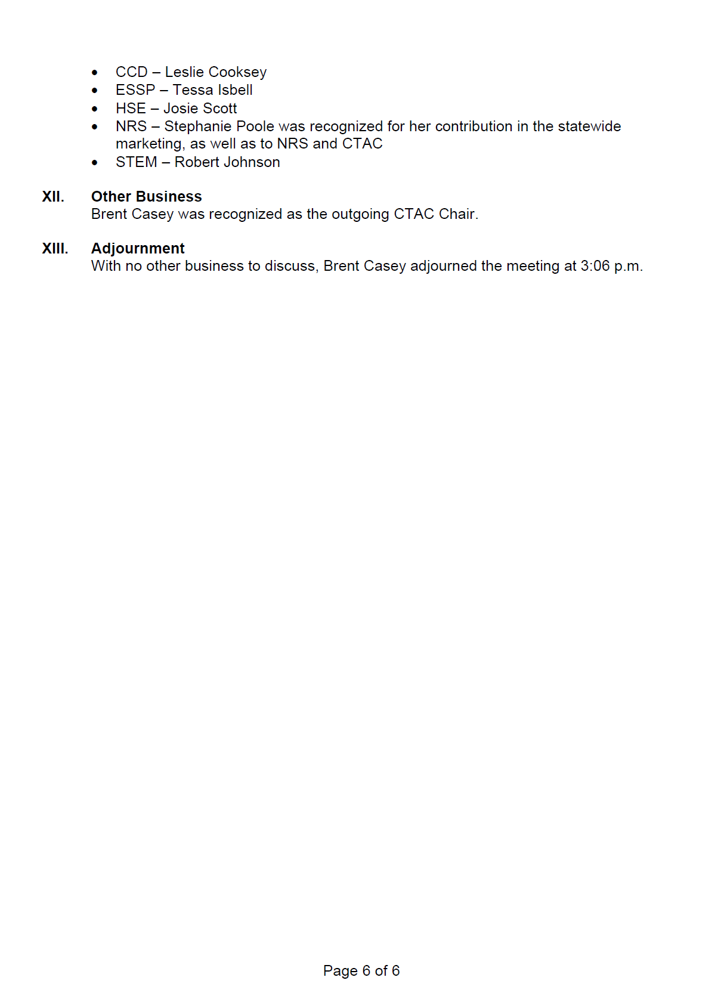 • CCD – Leslie Cooksey
• ESSP – Tessa Isbell
• HSE – Josie Scott
• NRS – Stephanie Poole was recognized for her contribution in the statewide
marketing, as well as to NRS and CTAC
• STEM – Robert Johnson
XII. Other Business
Brent Casey was recognized as the outgoing CTAC Chair.
XIII. Adjournment
With no other business to discuss, Brent Casey adjourned the meeting at 3:06 p.m.
Page 6 of 6